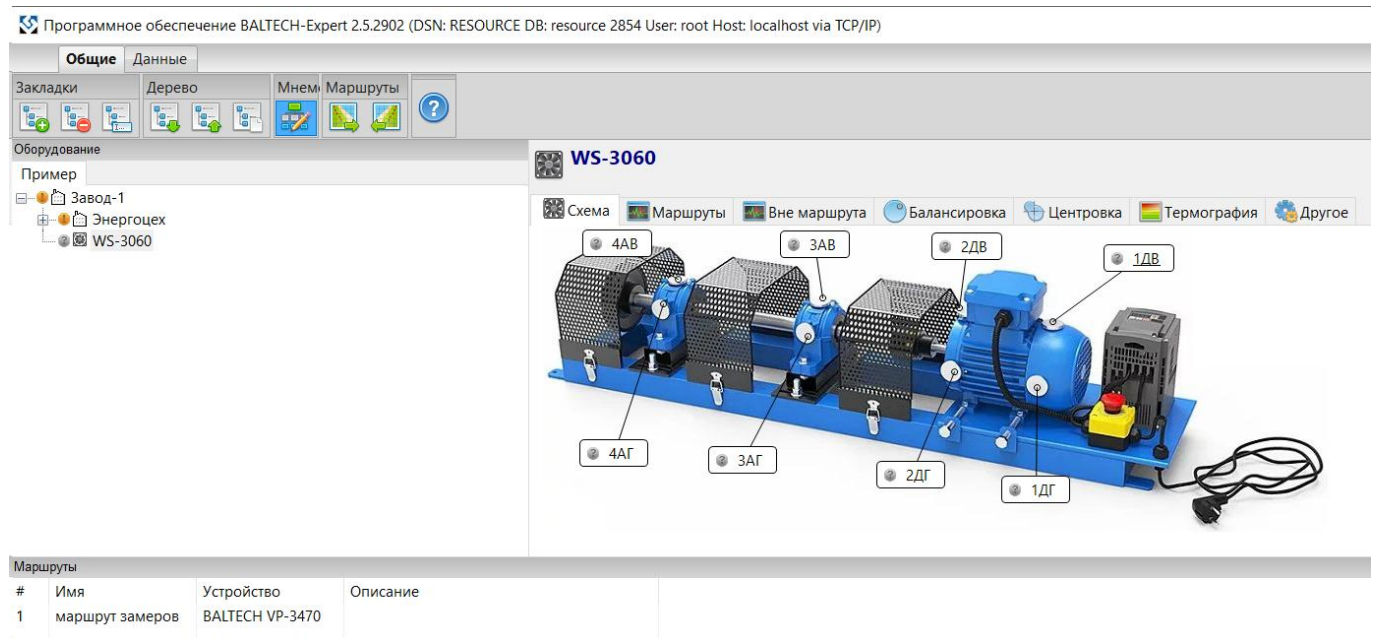 Программное обеспечение BALTECH-Expert 2.5.2902 (DSN: RESOURCE DB: resource 2854 User: root Host: localhost via TCP/IP)
Общие Данные
Закладки Дерево Мнем Маршруты
?
Оборудование
Пример
Завод-1
Энергоцех
WS-3060
WS-3060
Схема Маршруты Вне маршрута Балансировка Центровка Термография Другое
4АВ 3АВ 2ДВ 1ДВ
4АГ 3АГ 2ДГ 1ДГ
Маршруты
# Имя Устройство Описание
1 маршрут замеров BALTECH VP-3470